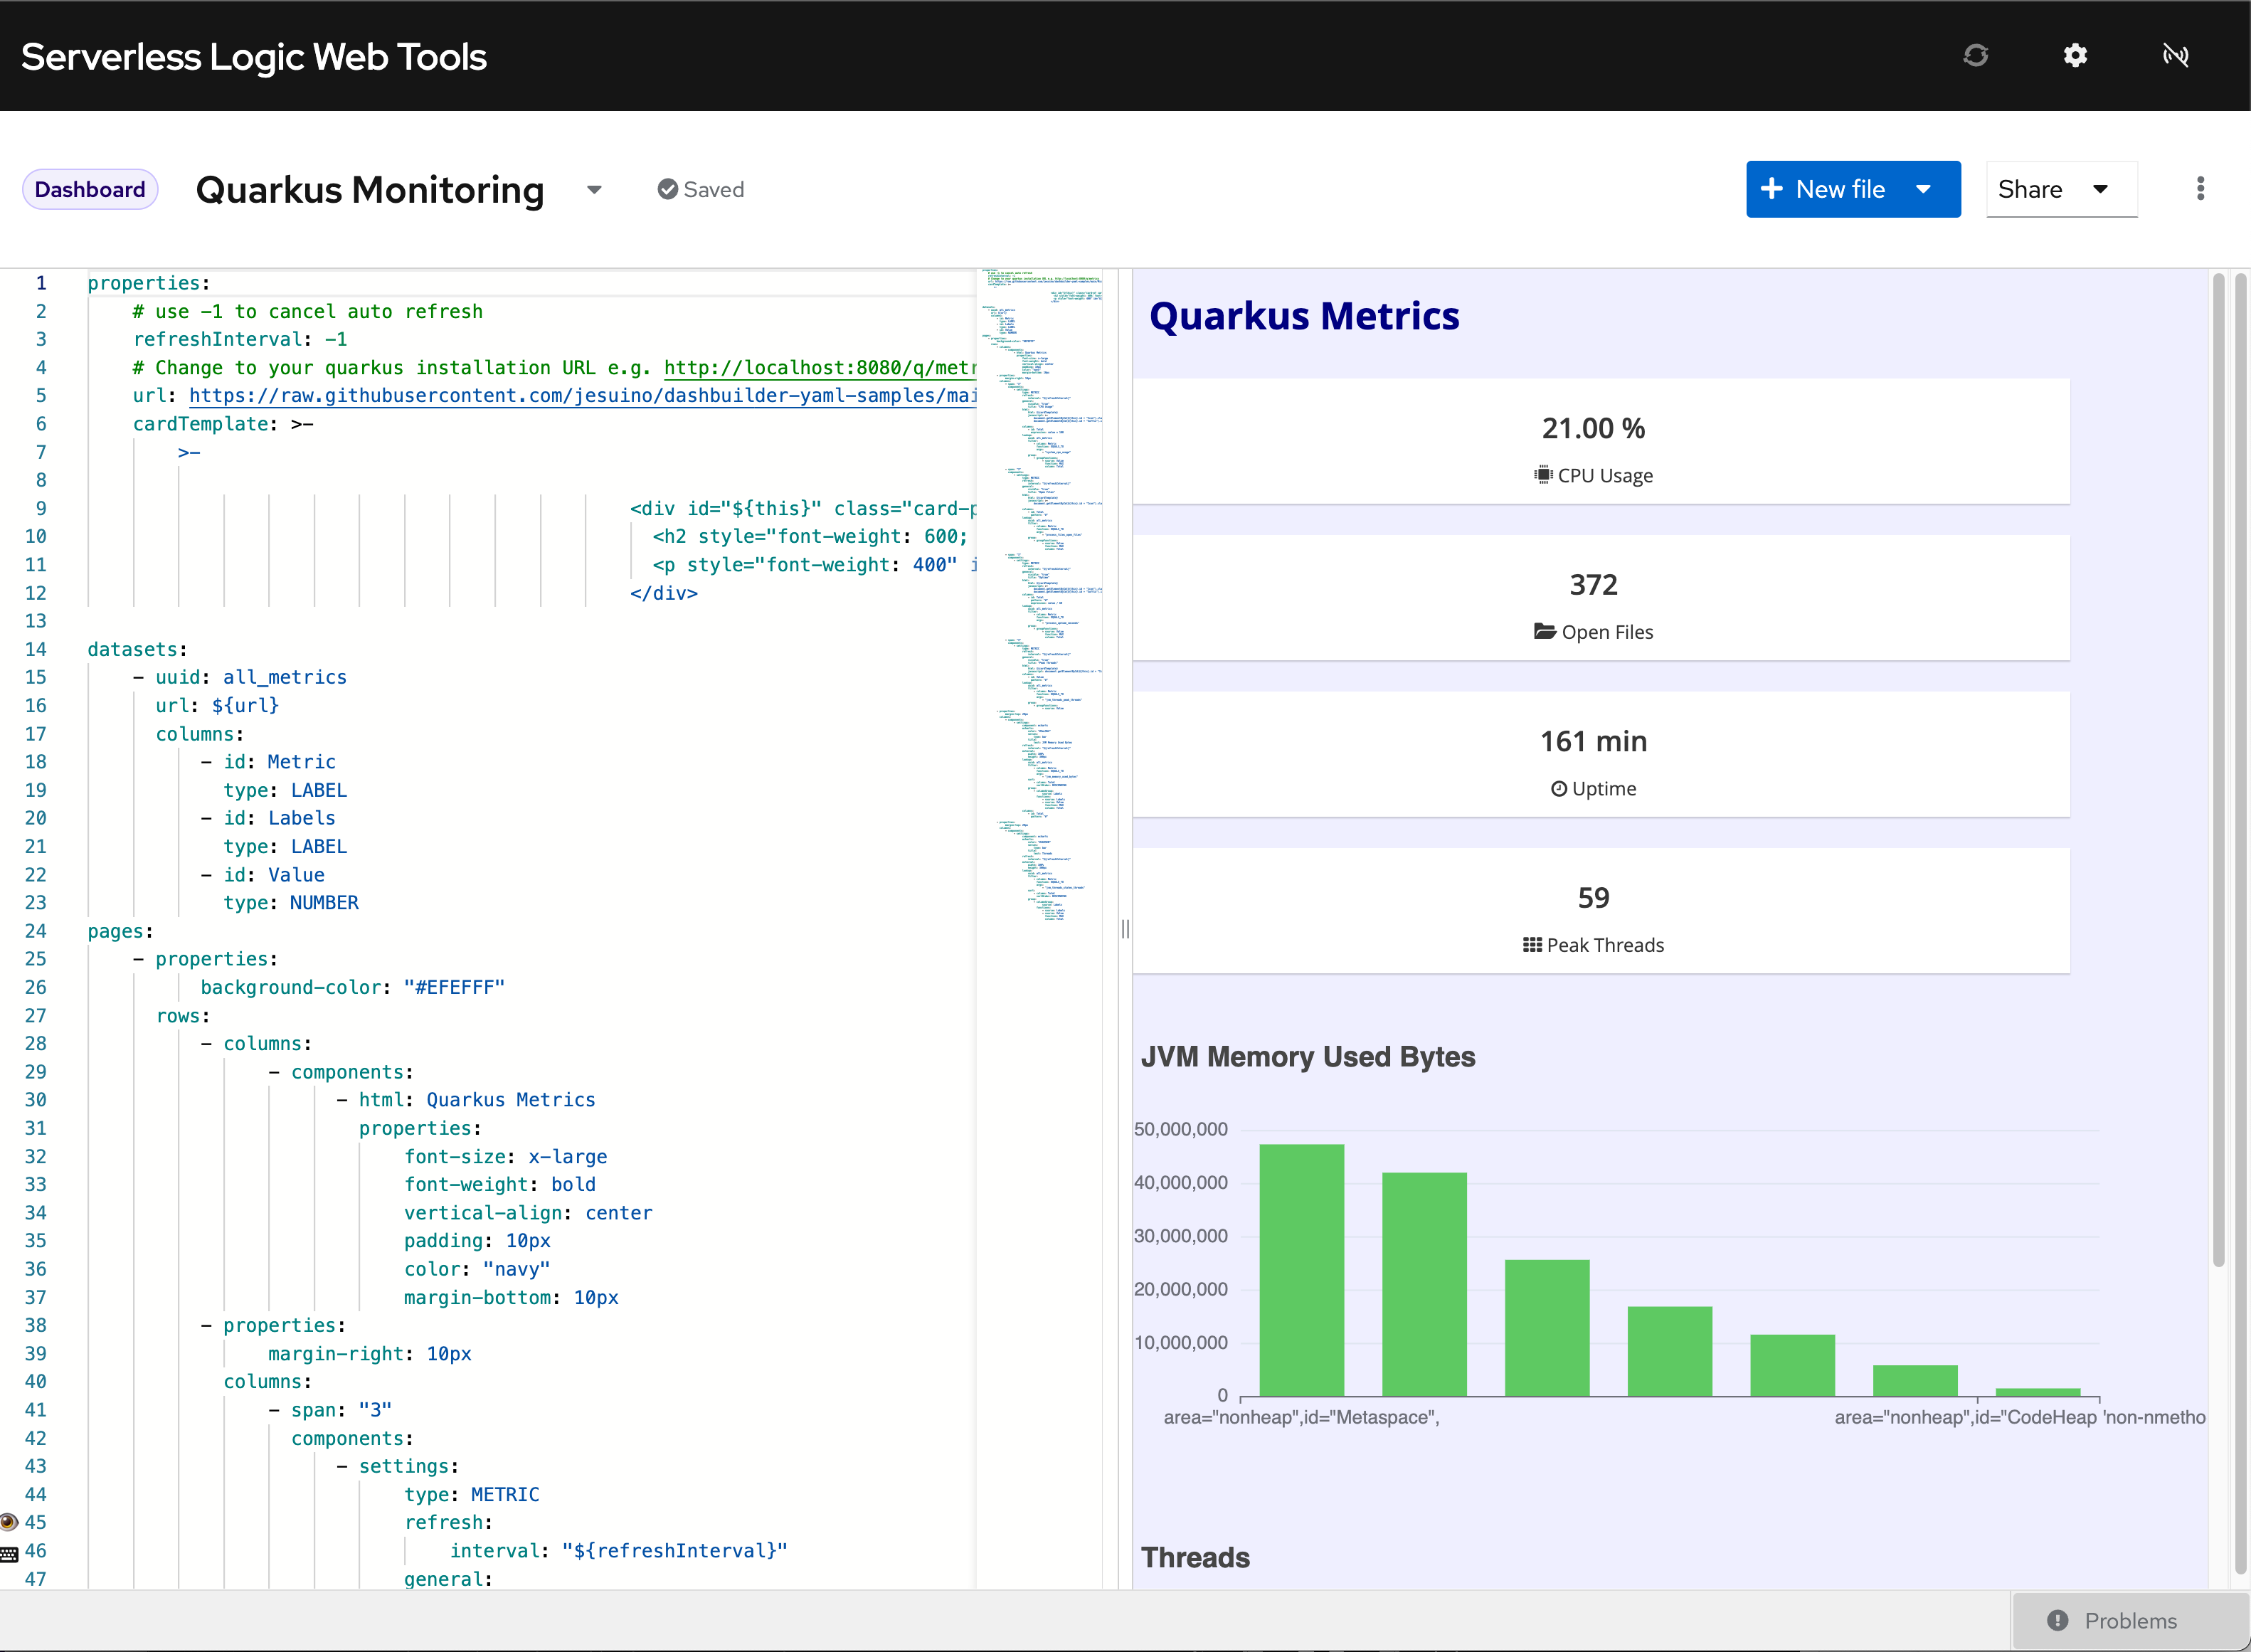 Serverless Logic Web Tools
Dashboard
Quarkus Monitoring
Saved
New file
Share
1 properties:
2 # use -1 to cancel auto refresh
3 refreshInterval: -1
4 # Change to your quarkus installation URL e.g. http://localhost:8080/q/metr
5 url: https://raw.githubusercontent.com/jesuino/dashbuilder-yaml-samples/mai
6 cardTemplate: >-
7 >-
8
9 <div id="${this}" class="card-p
10 <h2 style="font-weight: 600;
11 <p style="font-weight: 400" i
12 </div>
13
14 datasets:
15 - uuid: all_metrics
16 url: ${url}
17 columns:
18 - id: Metric
19 type: LABEL
20 - id: Labels
21 type: LABEL
22 - id: Value
23 type: NUMBER
24 pages:
25 - properties:
26 background-color: "#EFEFFF"
27 rows:
28 - columns:
29 - components:
30 - html: Quarkus Metrics
31 properties:
32 font-size: x-large
33 font-weight: bold
34 vertical-align: center
35 padding: 10px
36 color: "navy"
37 margin-bottom: 10px
38 - properties:
39 margin-right: 10px
40 columns:
41 - span: "3"
42 components:
43 - settings:
44 type: METRIC
45 refresh:
46 interval: "${refreshInterval}"
47 general:
Quarkus Metrics
21.00 %
CPU Usage
372
Open Files
161 min
Uptime
59
Peak Threads
JVM Memory Used Bytes
50,000,000
40,000,000
30,000,000
20,000,000
10,000,000
0
area="nonheap",id="Metaspace",
area="nonheap",id="CodeHeap 'non-nmetho
Threads
Problems